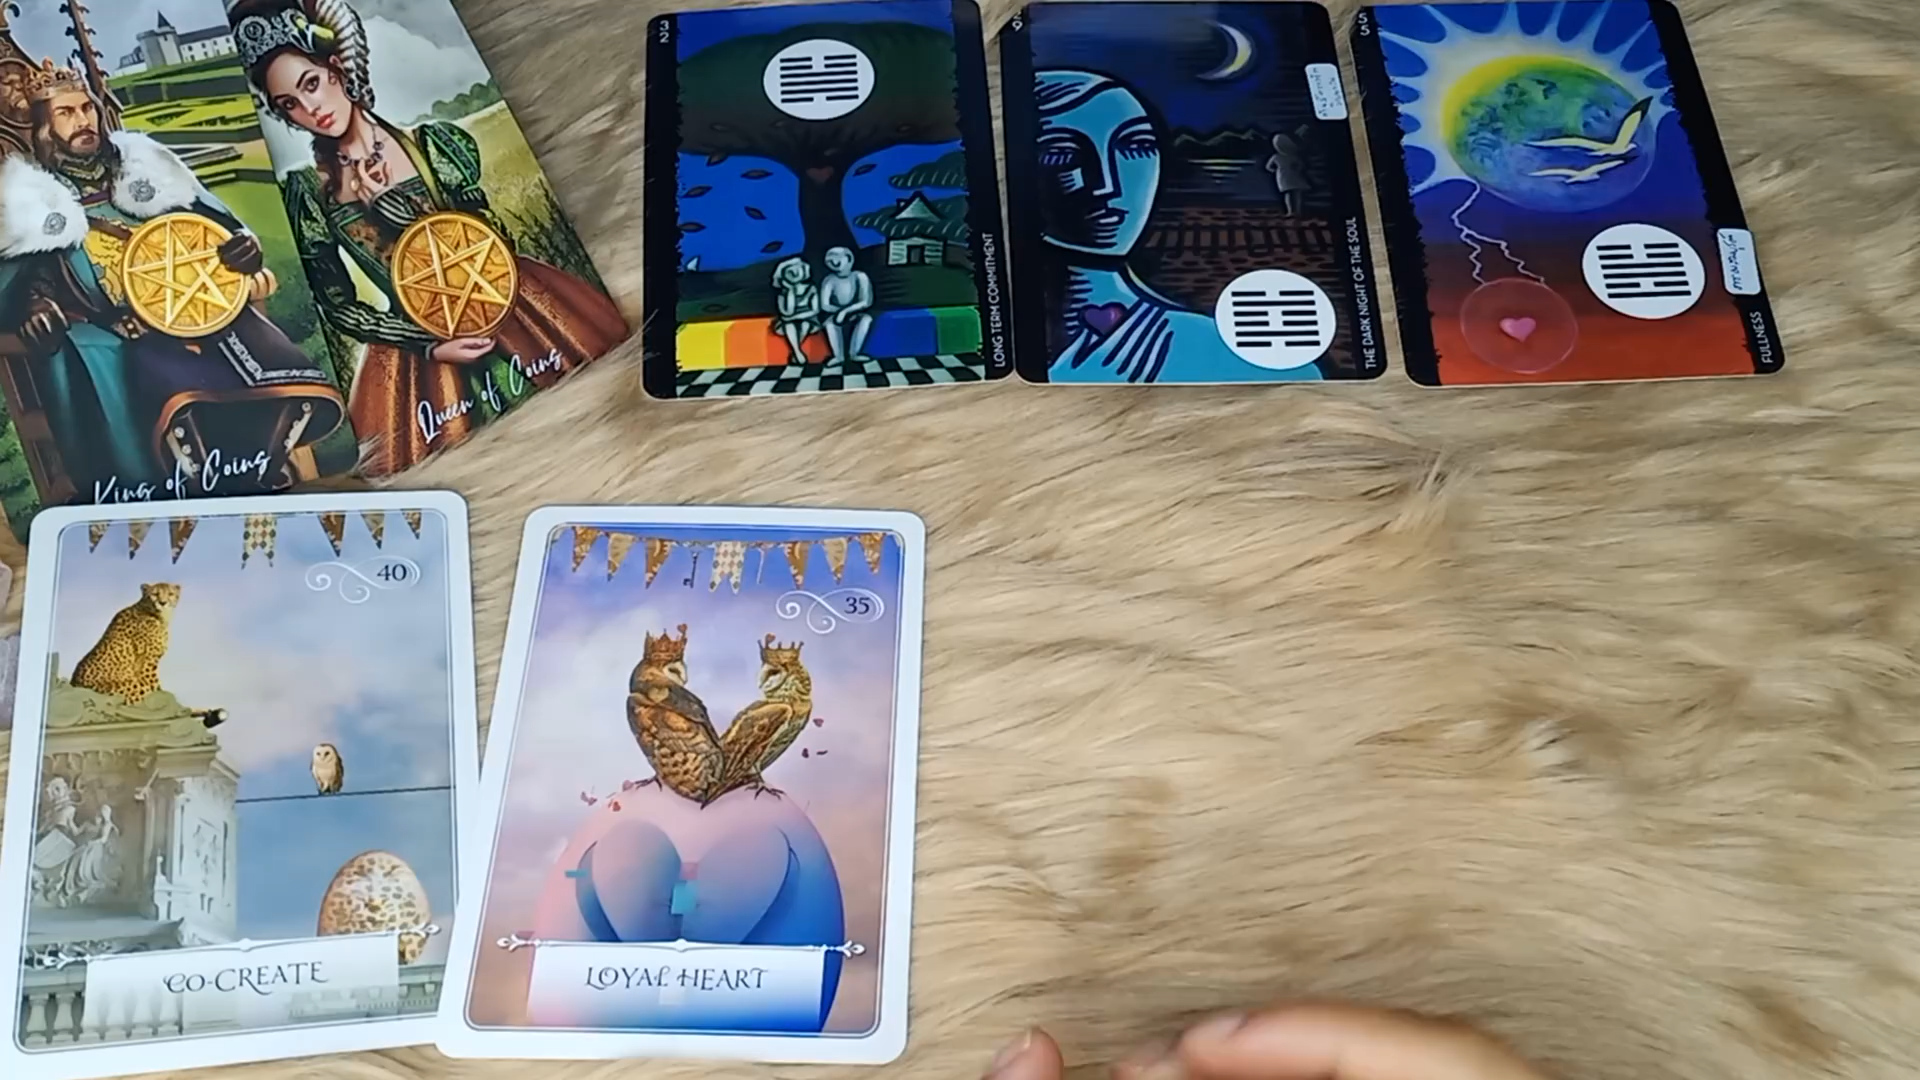 King of Coins
Queen of Coins
32
LONG TERM COMMITMENT
THE DARK NIGHT OF THE SOUL
55
FULLNESS
40
CO-CREATE
35
LOYAL HEART